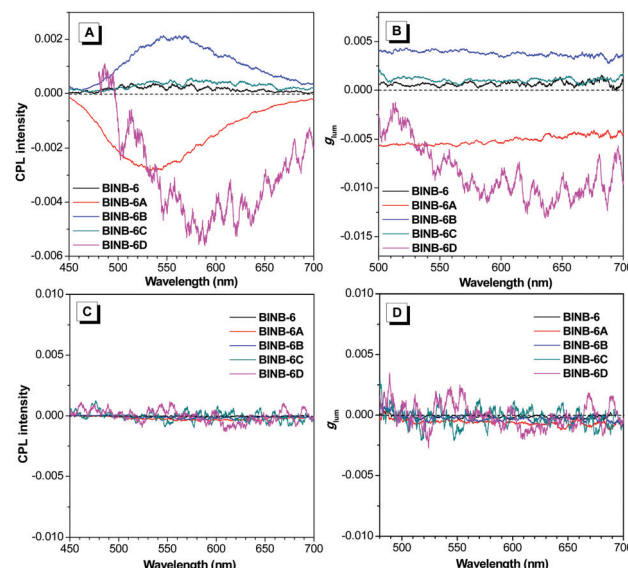 A
0.002
0.000
-0.002
-0.004
-0.006
CPL intensity
BINB-6
BINB-6A
BINB-6B
BINB-6C
BINB-6D
450 500 550 600 650 700
Wavelength (nm)
B
0.005
0.000
-0.005
-0.010
-0.015
glum
BINB-6
BINB-6A
BINB-6B
BINB-6C
BINB-6D
500 550 600 650 700
Wavelength (nm)
C
0.010
0.005
0.000
-0.005
-0.010
CPL intensity
BINB-6
BINB-6A
BINB-6B
BINB-6C
BINB-6D
450 500 550 600 650 700
Wavelength (nm)
D
0.010
0.005
0.000
-0.005
-0.010
glum
BINB-6
BINB-6A
BINB-6B
BINB-6C
BINB-6D
500 550 600 650 700
Wavelength (nm)